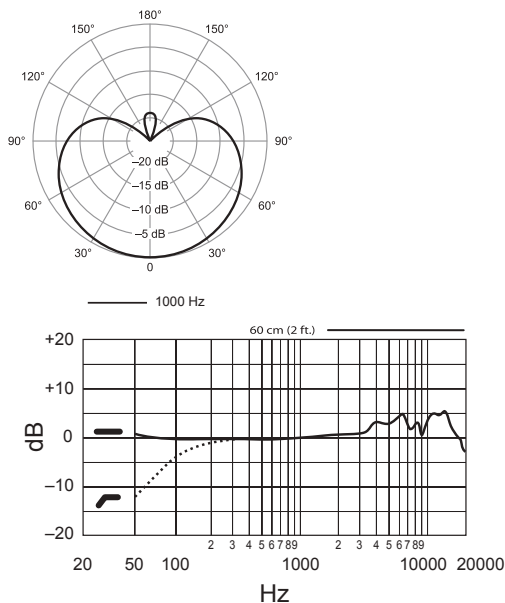 180°
150° 150°
120° 120°
90° 90°
–20 dB
–15 dB
60° 60°
–10 dB
–5 dB
30° 30°
0
1000 Hz
60 cm (2 ft.)
+20
+10
dB
0
–10
–20
2 3 4 5 6 7 8 9 2 3 4 5 6 7 8 9
20 50 100 1000 10000 20000
Hz